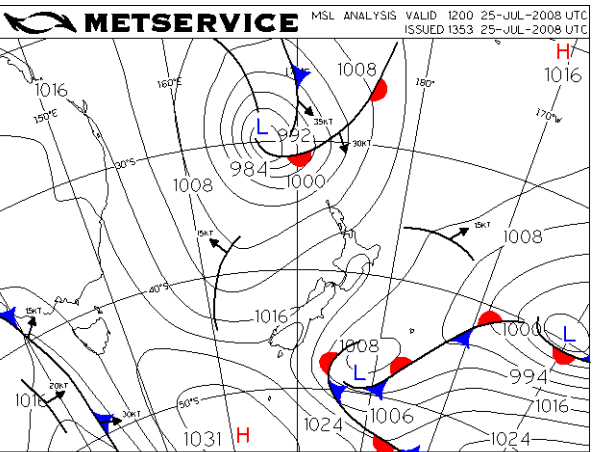 METSERVICE
MSL ANALYSIS VALID 1200 25-JUL-2008 UTC
ISSUED 1353 25-JUL-2008 UTC
H
1016
1016
150°E
160°E
1008
180°
170°W
35KT
L
992
30KT
984
1000
30°S
1008
15KT
15KT
1008
40°S
1016
15KT
1008
L
1000
L
994
20KT
1016
30KT
50°S
1006
1016
1024
1024
1031 H